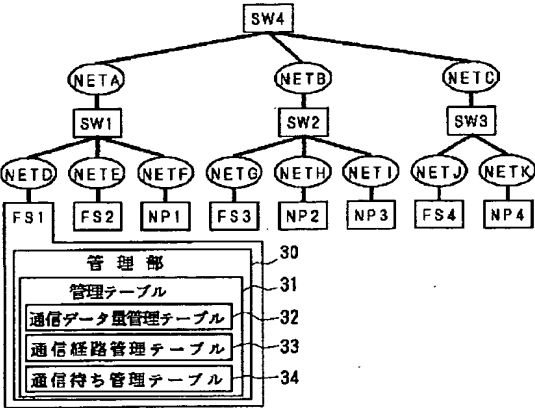 SW4
NETA NETB NETC
SW1 SW2 SW3
NETD NETE NETF NETG NETH NETI NETJ NETK
FS1 FS2 NP1 FS3 NP2 NP3 FS4 NP4
管理部 30
管理テーブル 31
通信データ量管理テーブル 32
通信経路管理テーブル 33
通信待ち管理テーブル 34